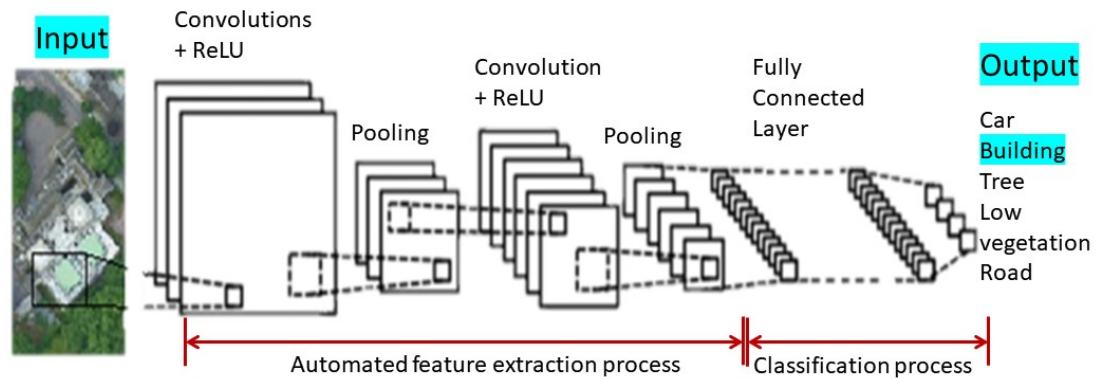 Input
Convolutions
+ ReLU
Pooling
Convolution
+ ReLU
Pooling
Fully
Connected
Layer
Output
Car
Building
Tree
Low
vegetation
Road
Automated feature extraction process
Classification process